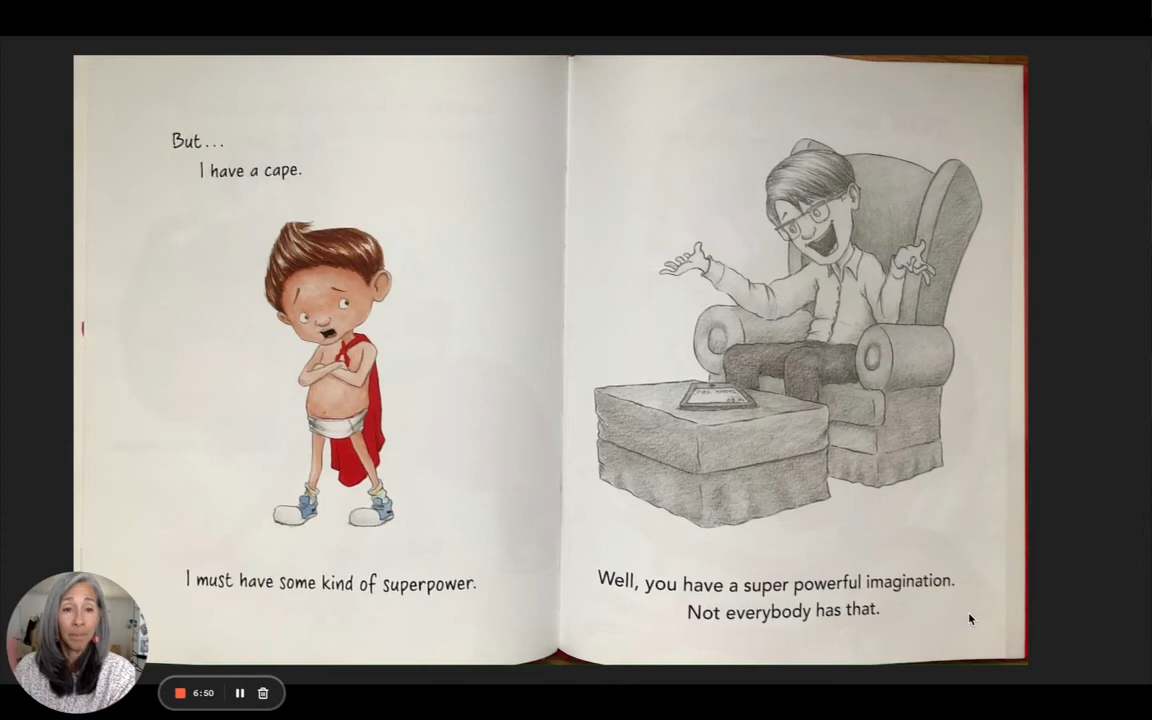 But...
I have a cape.
I must have some kind of superpower.
Well, you have a super powerful imagination.
Not everybody has that.
6:50